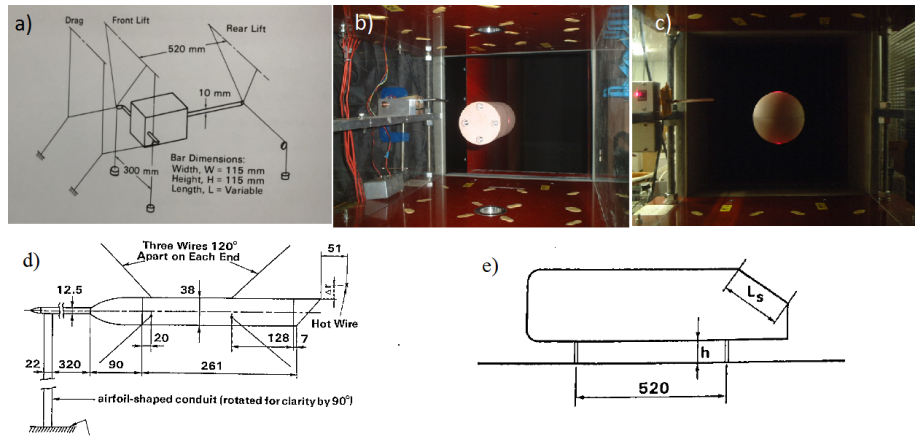 a)
Drag
Front Lift
Rear Lift
520 mm
10 mm
300 mm
Bar Dimensions:
Width, W = 115 mm
Height, H = 115 mm
Length, L = Variable
b)
c)
d)
Three Wires 120°
Apart on Each End
51
12.5
38
Δr
Hot Wire
20
128
7
22
320
90
261
airfoil-shaped conduit (rotated for clarity by 90°)
e)
Ls
h
520